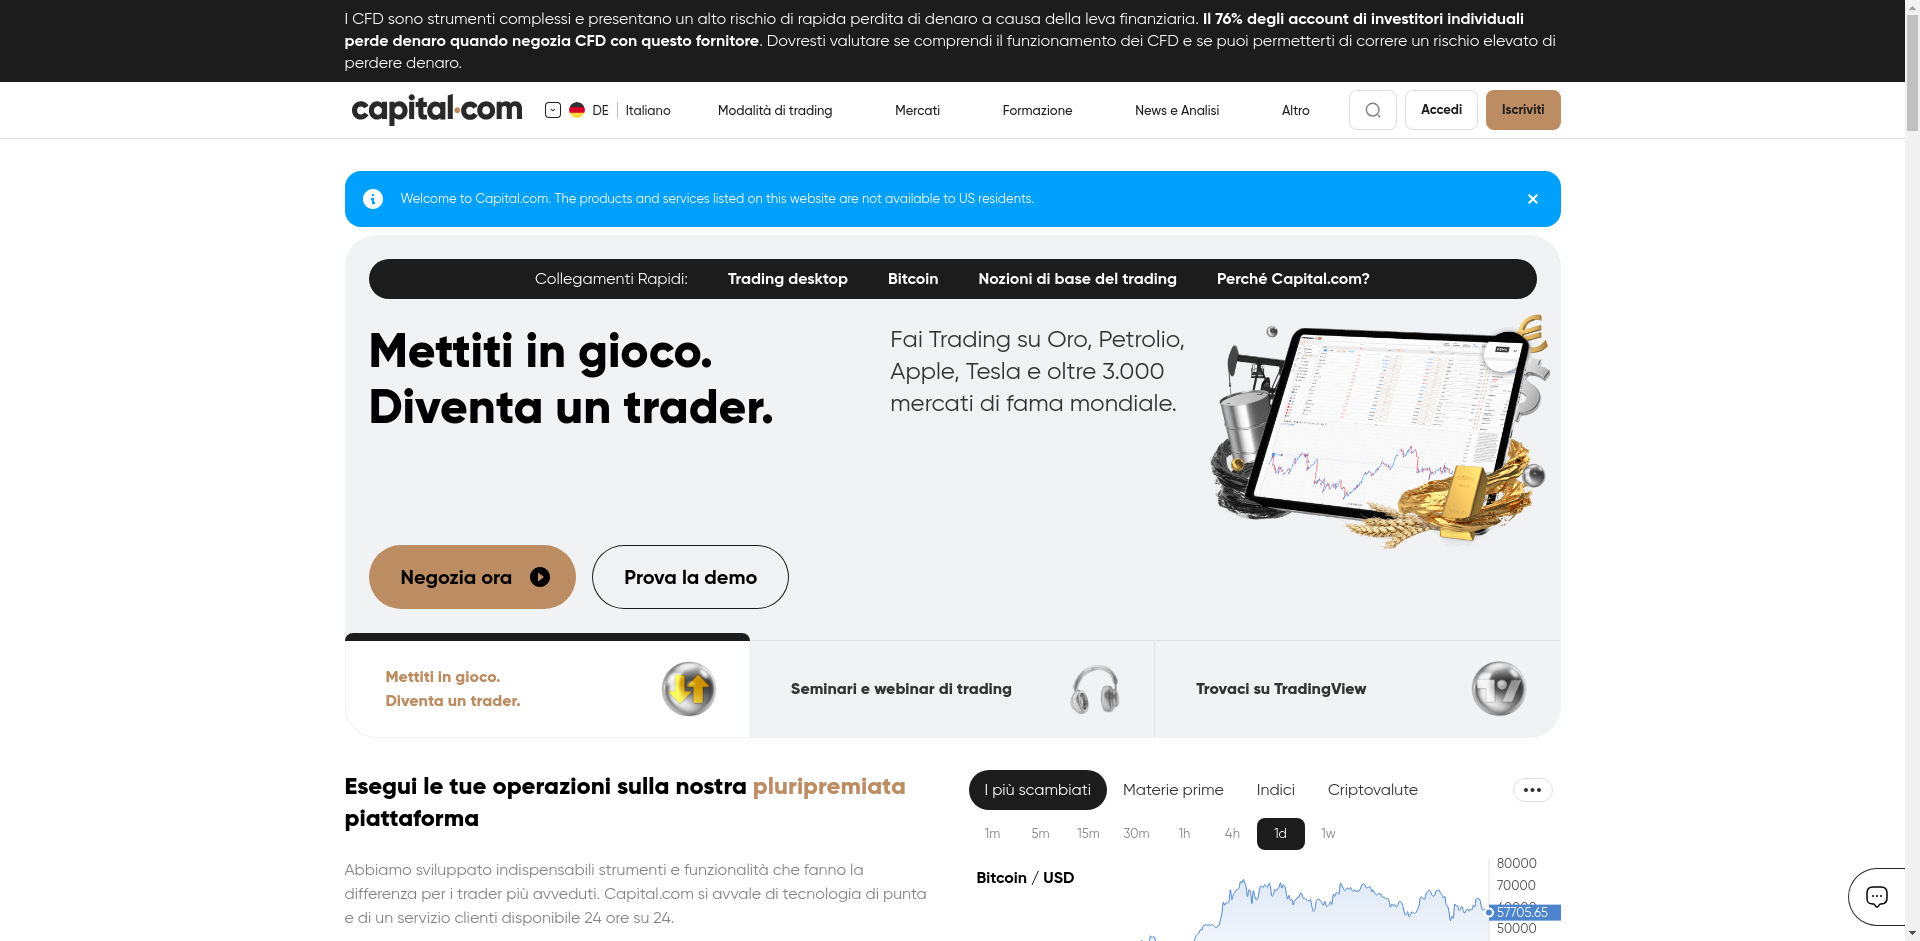 I CFD sono strumenti complessi e presentano un alto rischio di rapida perdita di denaro a causa della leva finanziaria. Il 76% degli account di investitori individuali
perde denaro quando negozia CFD con questo fornitore. Dovresti valutare se comprendi il funzionamento dei CFD e se puoi permetterti di correre un rischio elevato di
perdere denaro.
capital.com DE Italiano Modalità di trading Mercati Formazione News e Analisi Altro Accedi Iscriviti
Welcome to Capital.com. The products and services listed on this website are not available to US residents.
Collegamenti Rapidi: Trading desktop Bitcoin Nozioni di base del trading Perché Capital.com?
Mettiti in gioco.
Diventa un trader.
Fai Trading su Oro, Petrolio,
Apple, Tesla e oltre 3.000
mercati di fama mondiale.
Negozia ora Prova la demo
Mettiti in gioco.
Diventa un trader.
Seminari e webinar di trading
Trovaci su TradingView
Esegui le tue operazioni sulla nostra pluripremiata
piattaforma
Abbiamo sviluppato indispensabili strumenti e funzionalità che fanno la
differenza per i trader più avveduti. Capital.com si avvale di tecnologia di punta
e di un servizio clienti disponibile 24 ore su 24.
I più scambiati Materie prime Indici Criptovalute
1m 5m 15m 30m 1h 4h 1d 1w
Bitcoin / USD
80000
70000
57705.65
50000